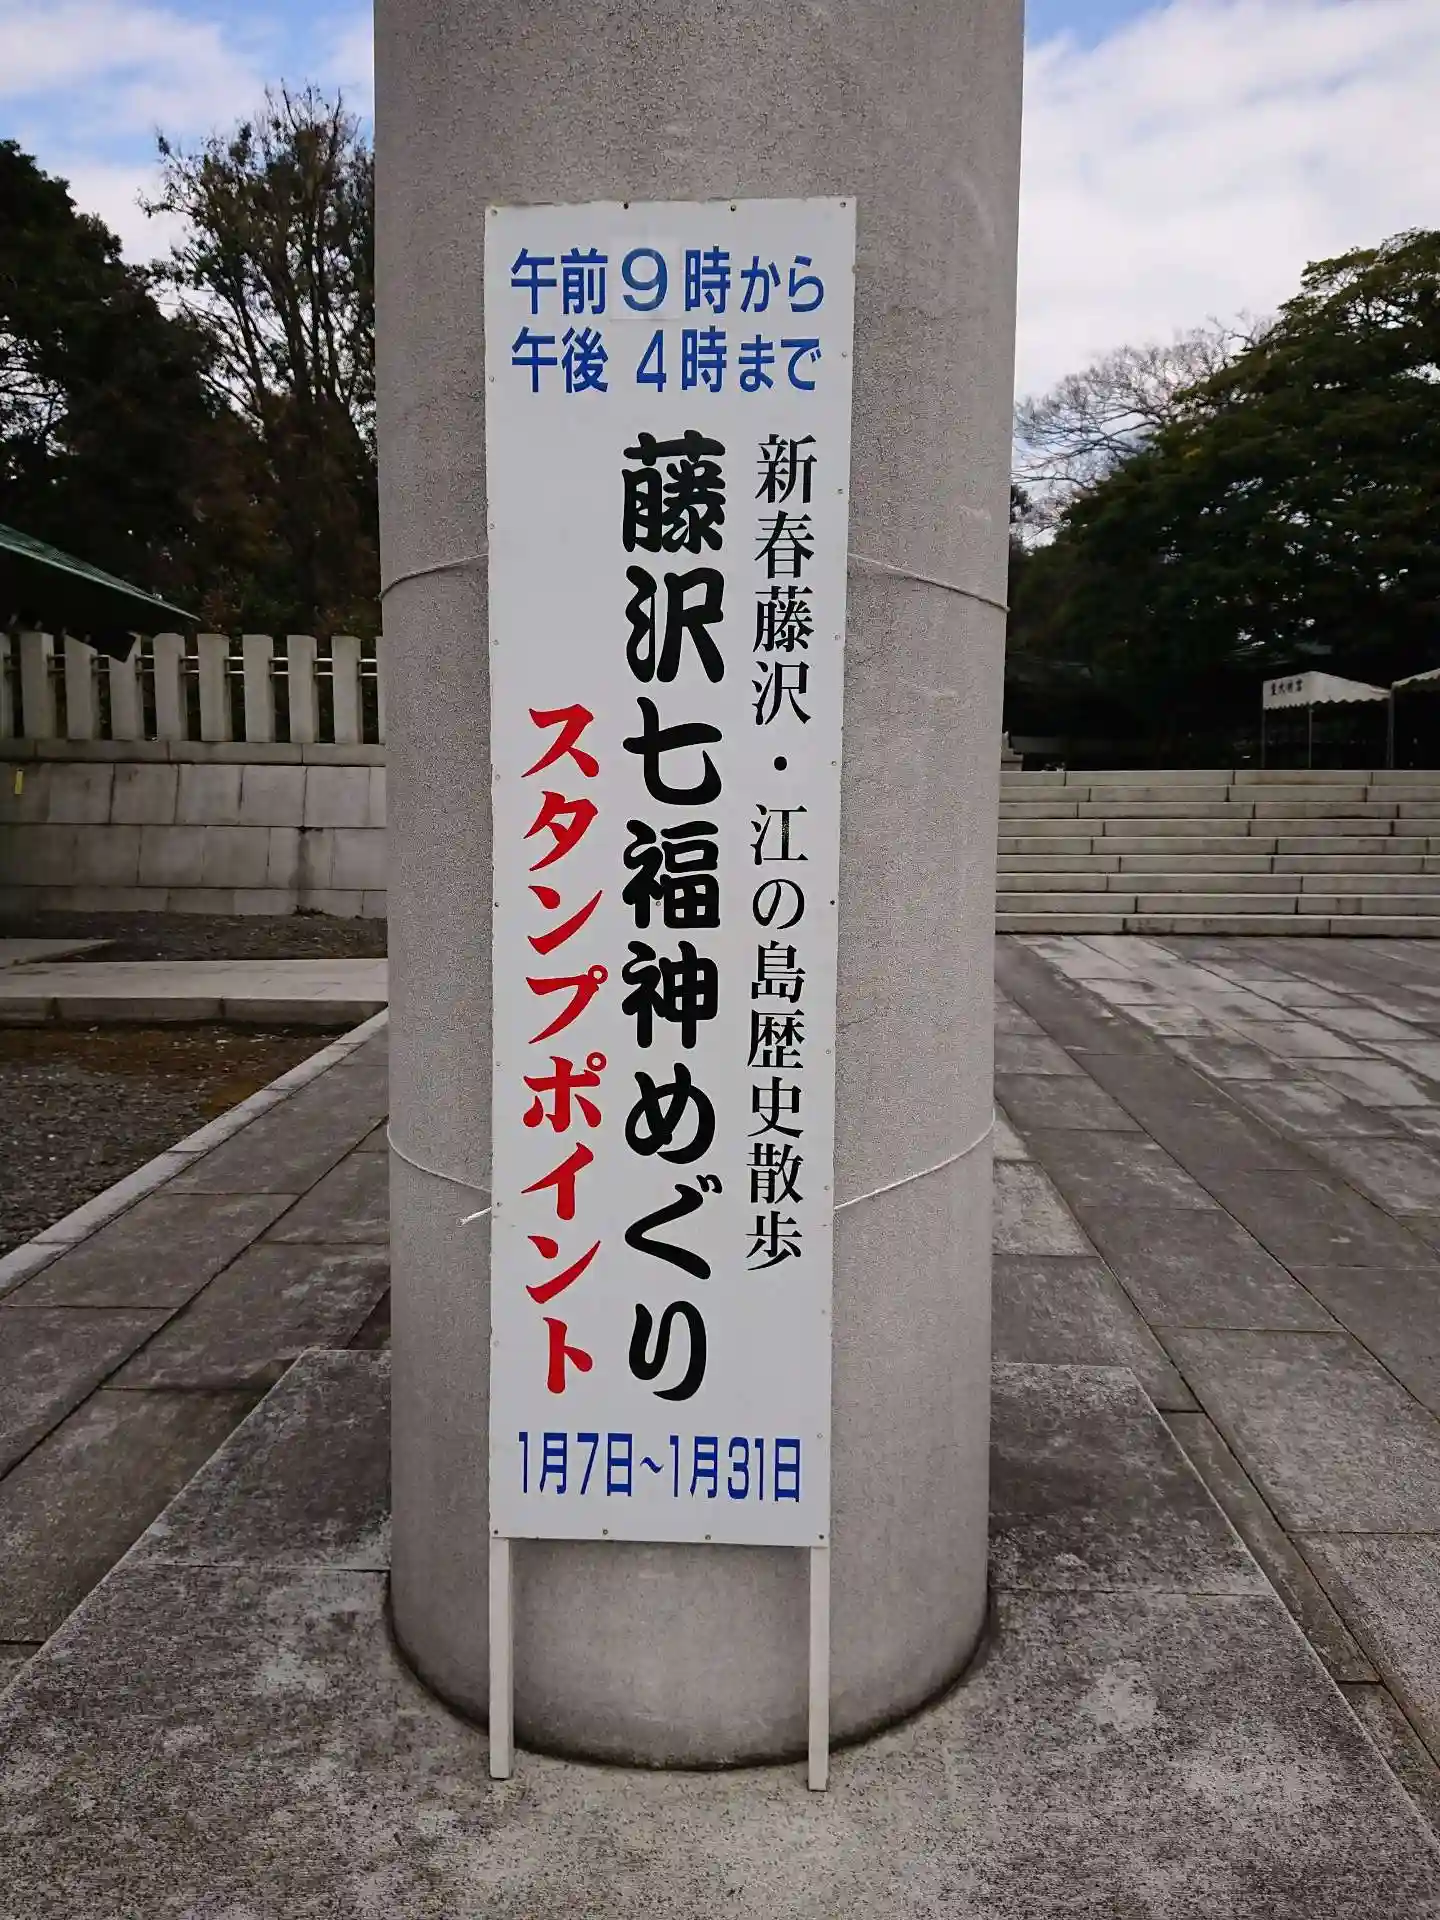 午前9時から
午後4時まで
新春藤沢・江の島歴史散歩
藤沢七福神めぐり
スタンプポイント
1月7日~1月31日